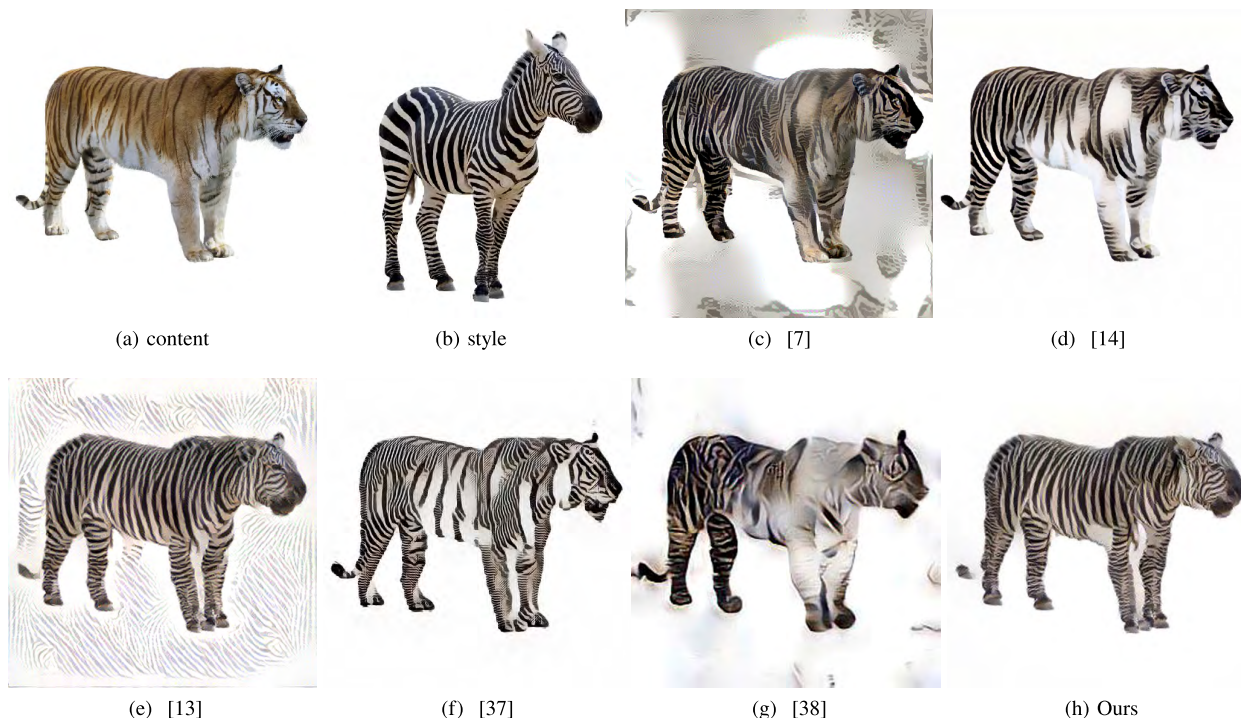 (a) content
(b) style
(c) [7]
(d) [14]
(e) [13]
(f) [37]
(g) [38]
(h) Ours